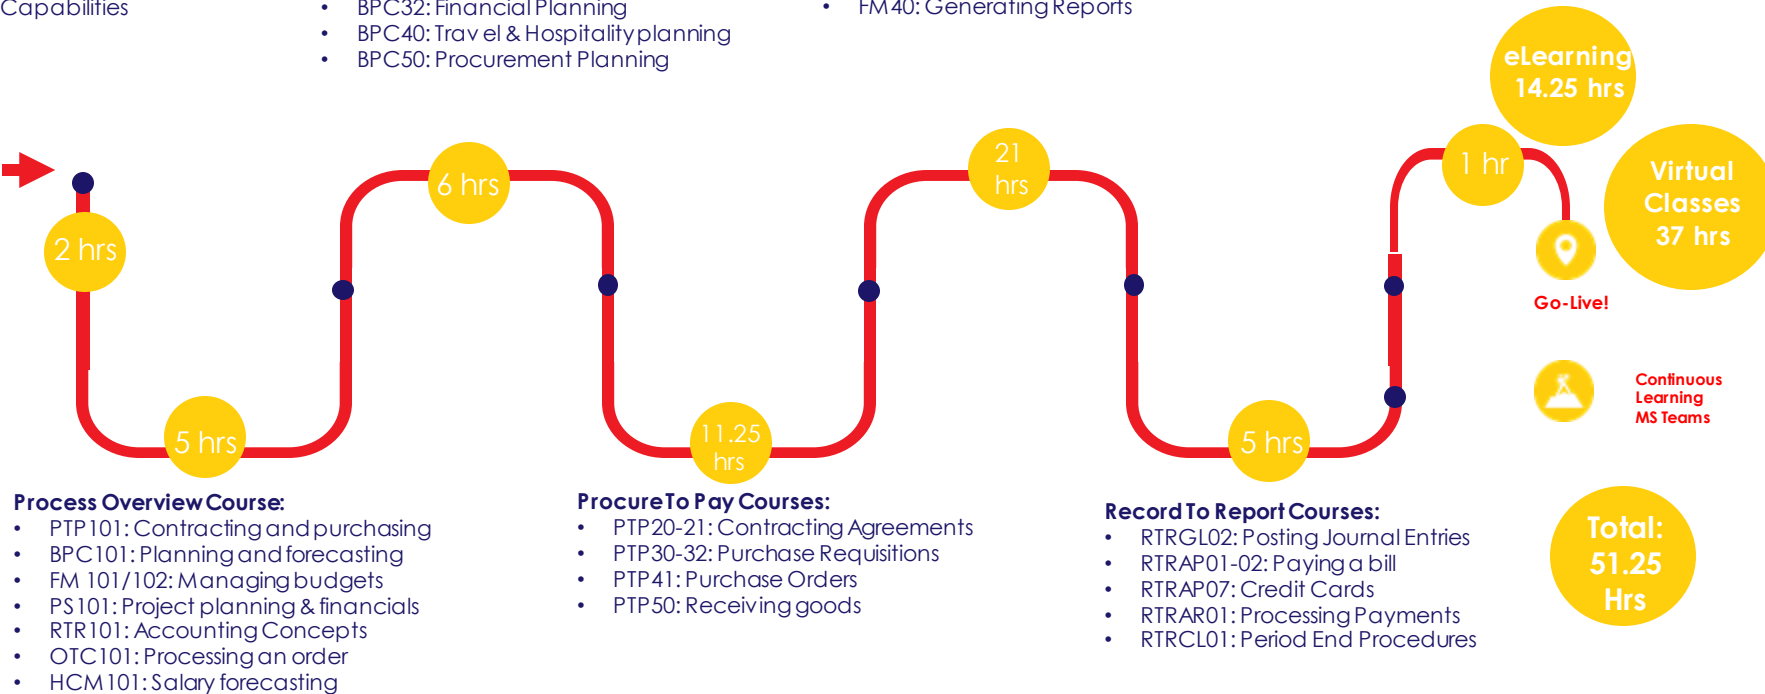 Capabilities
• BPC32: Financial Planning
• BPC40: Travel & Hospitality planning
• BPC50: Procurement Planning
• FM40: Generating Reports
eLearning
14.25 hrs
Virtual
Classes
37 hrs
2 hrs
6 hrs
21
hrs
1 hr
5 hrs
11.25
hrs
5 hrs
Go-Live!
Continuous
Learning
MS Teams
Total:
51.25
Hrs
Process Overview Course:
• PTP101: Contracting and purchasing
• BPC101: Planning and forecasting
• FM 101/102: Managing budgets
• PS101: Project planning & financials
• RTR101: Accounting Concepts
• OTC101: Processing an order
• HCM101: Salary forecasting
Procure To Pay Courses:
• PTP20-21: Contracting Agreements
• PTP30-32: Purchase Requisitions
• PTP41: Purchase Orders
• PTP50: Receiving goods
Record To Report Courses:
• RTRGL02: Posting Journal Entries
• RTRAP01-02: Paying a bill
• RTRAP07: Credit Cards
• RTRAR01: Processing Payments
• RTRCL01: Period End Procedures